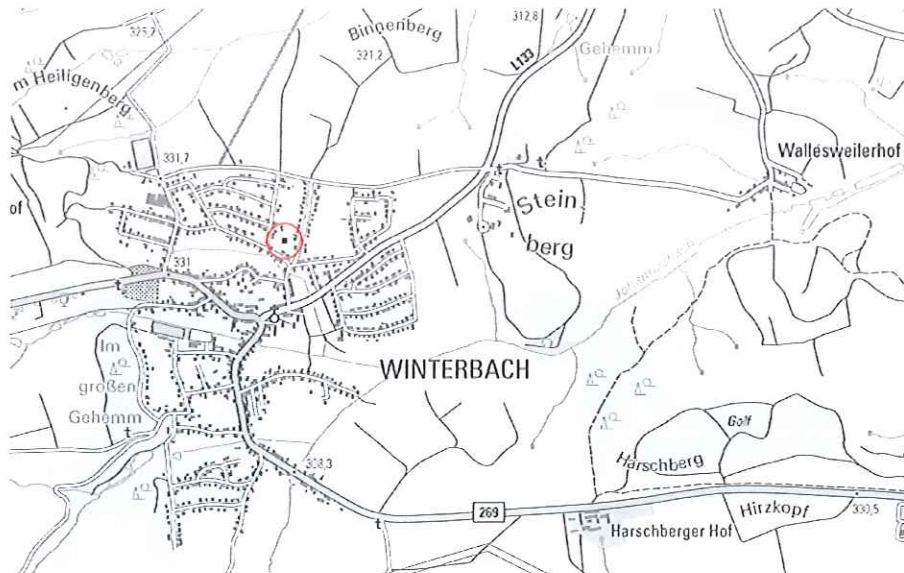 312,8
Binnenberg
325,2
321,2
L133
Gehemm
m Heiligenberg
331,7
Wallesweilerhof
of
Stein
berg
331
WINTERBACH
Im
großen
Gehemm
Golf
Harschberg
308,3
269
Hirzkopf
330,5
Harschberger Hof